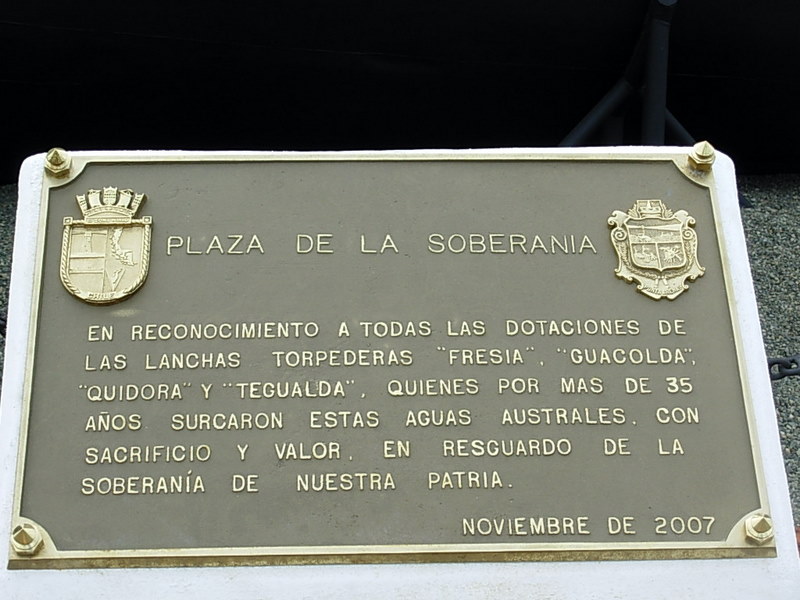 PLAZA DE LA SOBERANIA
EN RECONOCIMIENTO A TODAS LAS DOTACIONES DE
LAS LANCHAS TORPEDERAS "FRESIA", "GUACOLDA",
"QUIDORA" Y "TEGUALDA", QUIENES POR MAS DE 35
AÑOS SURCARON ESTAS AGUAS AUSTRALES, CON
SACRIFICIO Y VALOR, EN RESGUARDO DE LA
SOBERANÍA DE NUESTRA PATRIA.
NOVIEMBRE DE 2007